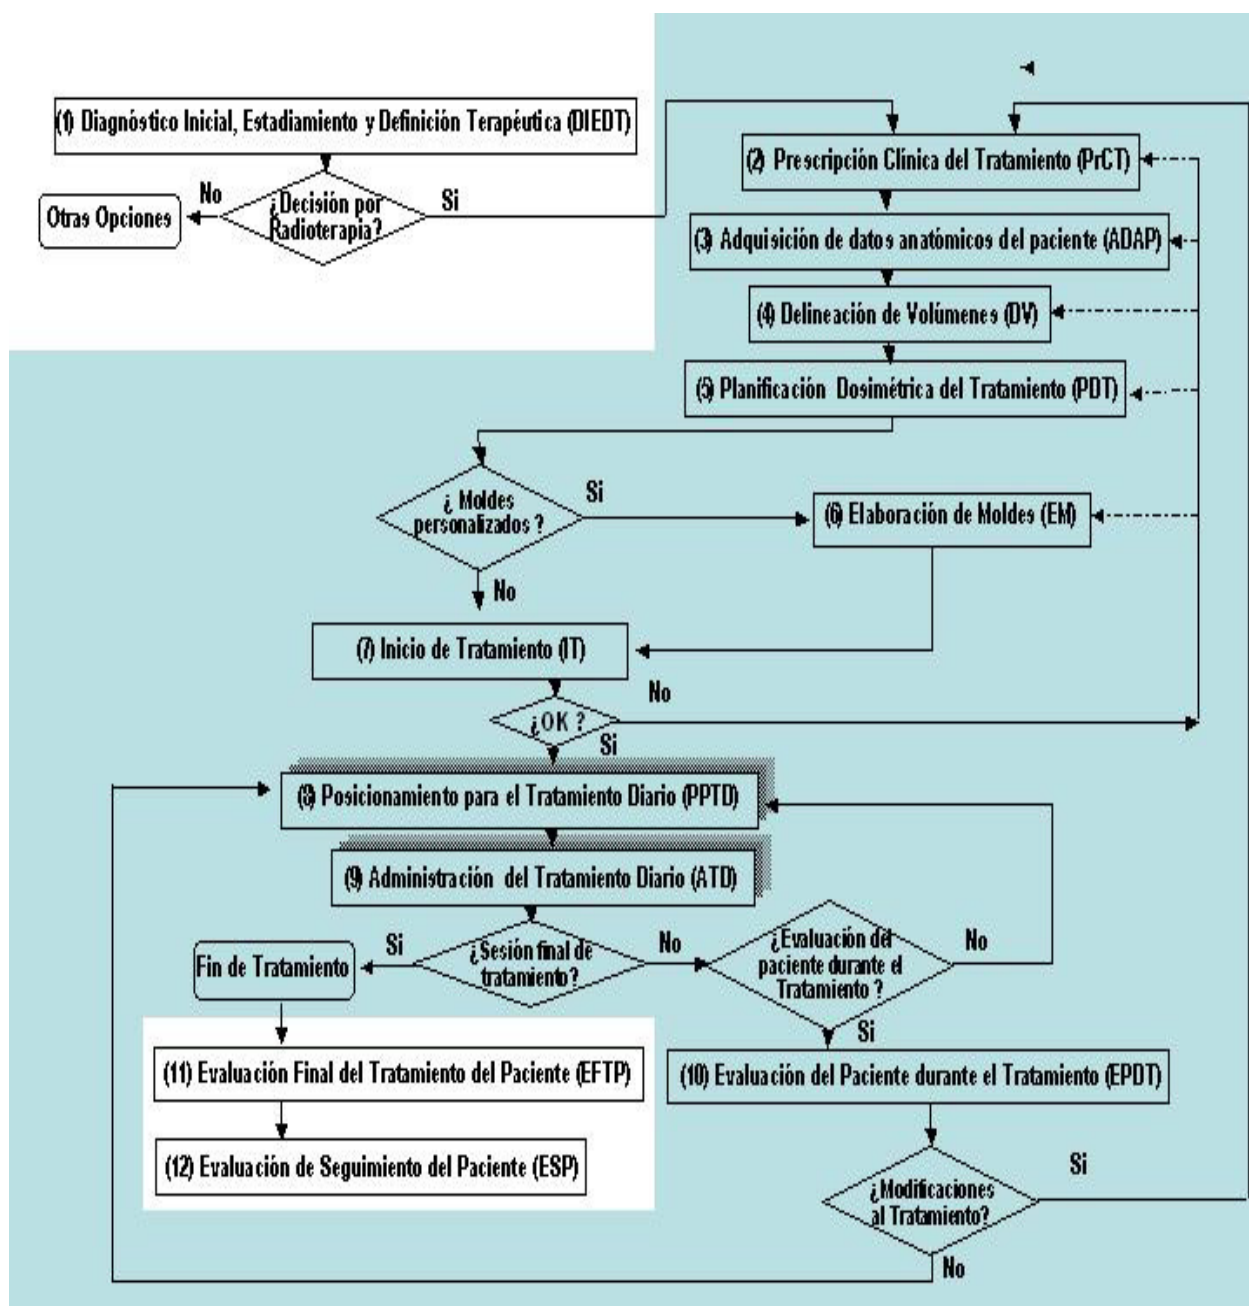 (1) Diagnóstico Inicial, Estadiamiento y Definición Terapéutica (DIEDT)
No
¿Decisión por
Radioterapia?
Si
Otras Opciones
(2) Prescripción Clínica del Tratamiento (PrCT)
(3) Adquisición de datos anatómicos del paciente (ADAP)
(4) Delineación de Volúmenes (DV)
(5) Planificación Dosimétrica del Tratamiento (PDT)
¿ Moldes
personalizados ?
Si
(6) Elaboración de Moldes (EM)
No
(7) Inicio de Tratamiento (IT)
No
¿OK ?
Si
(8) Posicionamiento para el Tratamiento Diario (PPTD)
(9) Administración del Tratamiento Diario (ATD)
Si
¿Sesión final de
tratamiento?
No
¿Evaluación del
paciente durante el
Tratamiento ?
No
Fin de Tratamiento
Si
(11) Evaluación Final del Tratamiento del Paciente (EFTP)
(10) Evaluación del Paciente durante el Tratamiento (EPDT)
(12) Evaluación de Seguimiento del Paciente (ESP)
Si
¿Modificaciones
al Tratamiento?
No